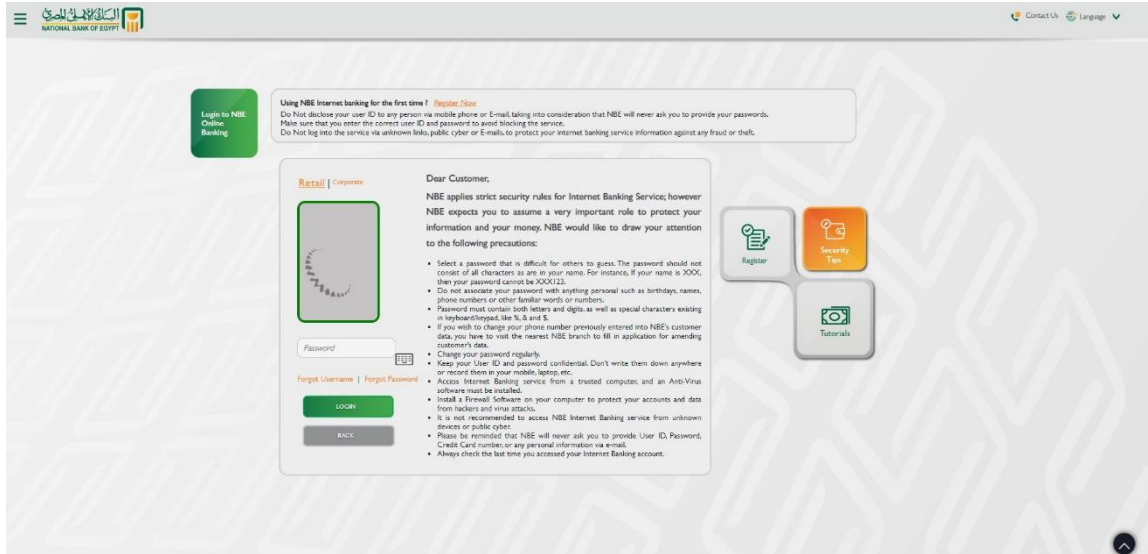 البنك الأهلي المصري
NATIONAL BANK OF EGYPT
Contact Us
Language
Login to NBE
Online
Banking
Using NBE Internet banking for the first time ? Register Now
Do Not disclose your user ID to any person via mobile phone or E-mail, taking into consideration that NBE will never ask you to provide your passwords.
Make sure that you enter the correct user ID and password to avoid blocking the service.
Do Not log into the service via unknown links, public cyber or E-mails, to protect your internet banking service information against any fraud or theft.
Retail | Corporate
Password
Forgot Username | Forgot Password
LOGIN
BACK
Dear Customer,
NBE applies strict security rules for Internet Banking Service; however
NBE expects you to assume a very important role to protect your
information and your money. NBE would like to draw your attention
to the following precautions:
• Select a password that is difficult for others to guess. The password should not
consist of all characters as are in your name. For instance, If your name is XXX,
then your password cannot be XXX123.
• Do not associate your password with anything personal such as birthdays, names,
phone numbers or other familiar words or numbers.
• Password must contain both letters and digits, as well as special characters existing
in keyboard/keypad, like %, & and $.
• If you wish to change your phone number previously entered into NBE's customer
data, you have to visit the nearest NBE branch to fill in application for amending
customer's data.
• Change your password regularly.
• Keep your User ID and password confidential. Don't write them down anywhere
or record them in your mobile, laptop, etc.
• Access Internet Banking service from a trusted computer, and an Anti-Virus
software must be installed.
• Install a Firewall Software on your computer to protect your accounts and data
from hackers and virus attacks.
• It is not recommended to access NBE Internet Banking service from unknown
devices or public cyber.
• Please be reminded that NBE will never ask you to provide User ID, Password,
Credit Card number, or any personal information via e-mail.
• Always check the last time you accessed your Internet Banking account.
Register
Security
Tips
Tutorials